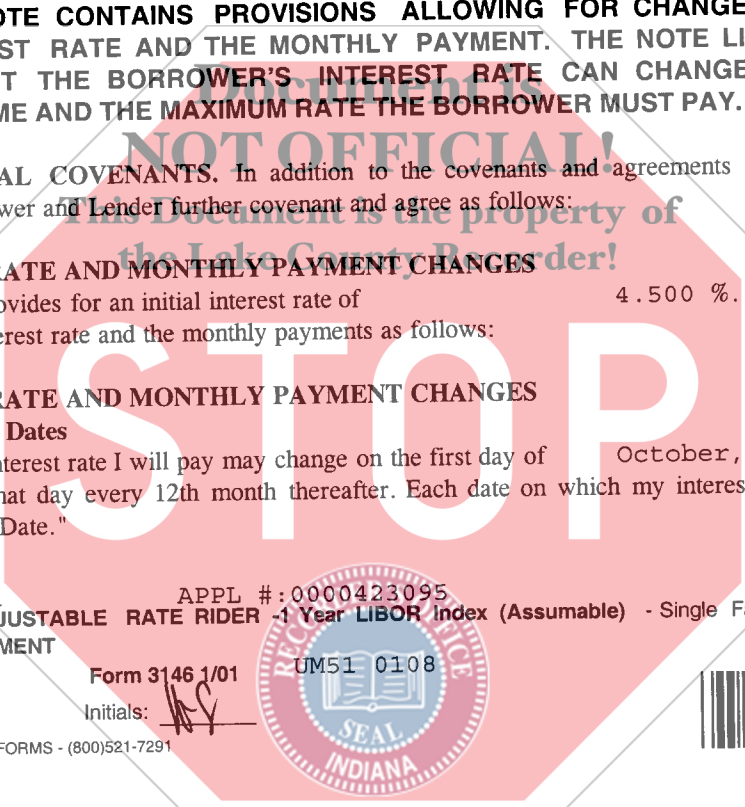 OTE CONTAINS PROVISIONS ALLOWING FOR CHANGE
ST RATE AND THE MONTHLY PAYMENT. THE NOTE LI
T THE BORROWER'S INTEREST RATE CAN CHANGE
ME AND THE MAXIMUM RATE THE BORROWER MUST PAY.
Document is
NOT OFFICIAL!
This Document is the property of
the Lake County Recorder!
AL COVENANTS. In addition to the covenants and agreements
wer and Lender further covenant and agree as follows:
RATE AND MONTHLY PAYMENT CHANGES
ovides for an initial interest rate of 4.500 %.
erest rate and the monthly payments as follows:
STOP
RATE AND MONTHLY PAYMENT CHANGES
Dates
nterest rate I will pay may change on the first day of October,
hat day every 12th month thereafter. Each date on which my interes
Date."
APPL #:0000423095
JUSTABLE RATE RIDER -1 Year LIBOR Index (Assumable) - Single Fa
MENT
Form 3146 1/01 UM51 0108
Initials:
FORMS - (800)521-7291
RECORDER'S OFFICE
SEAL
INDIANA